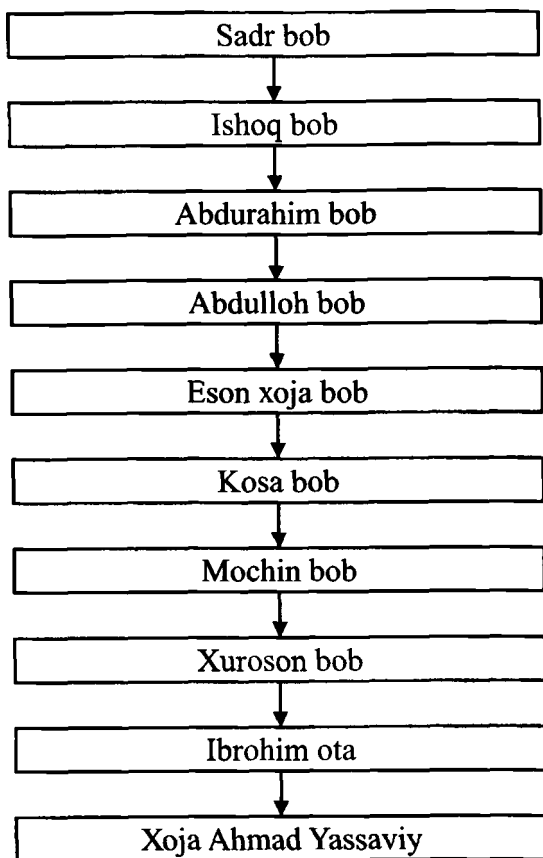 Sadr bob
Ishoq bob
Abdurahim bob
Abdulloh bob
Eson xoja bob
Kosa bob
Mochin bob
Xuroson bob
Ibrohim ota
Xoja Ahmad Yassaviy